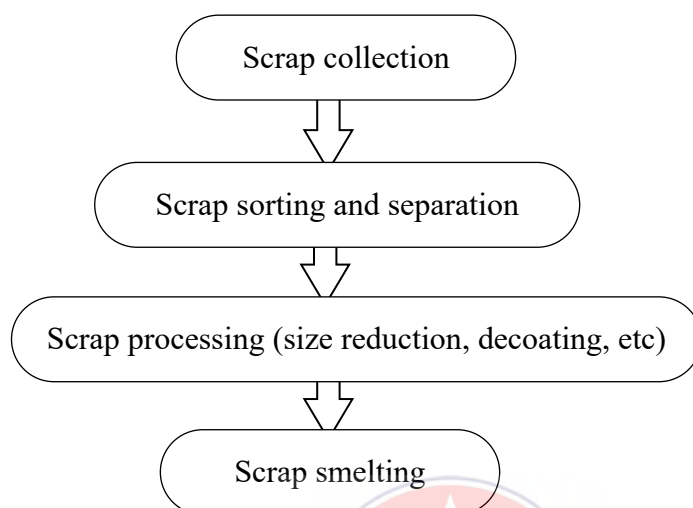 Scrap collection
Scrap sorting and separation
Scrap processing (size reduction, decoating, etc)
Scrap smelting